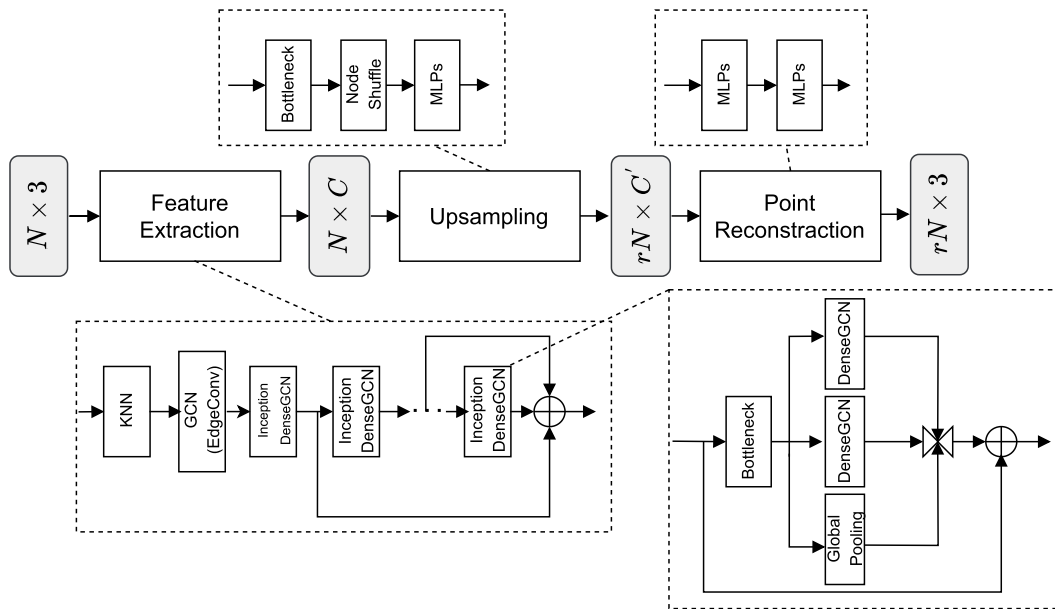 Bottleneck
Node
Shuffle
MLPs
MLPs
MLPs
N × 3
Feature
Extraction
N × C
Upsampling
rN × C′
Point
Reconstraction
rN × 3
KNN
GCN
(EdgeConv)
Inception
DenseGCN
Inception
DenseGCN
Inception
DenseGCN
Bottleneck
DenseGCN
DenseGCN
Global
Pooling